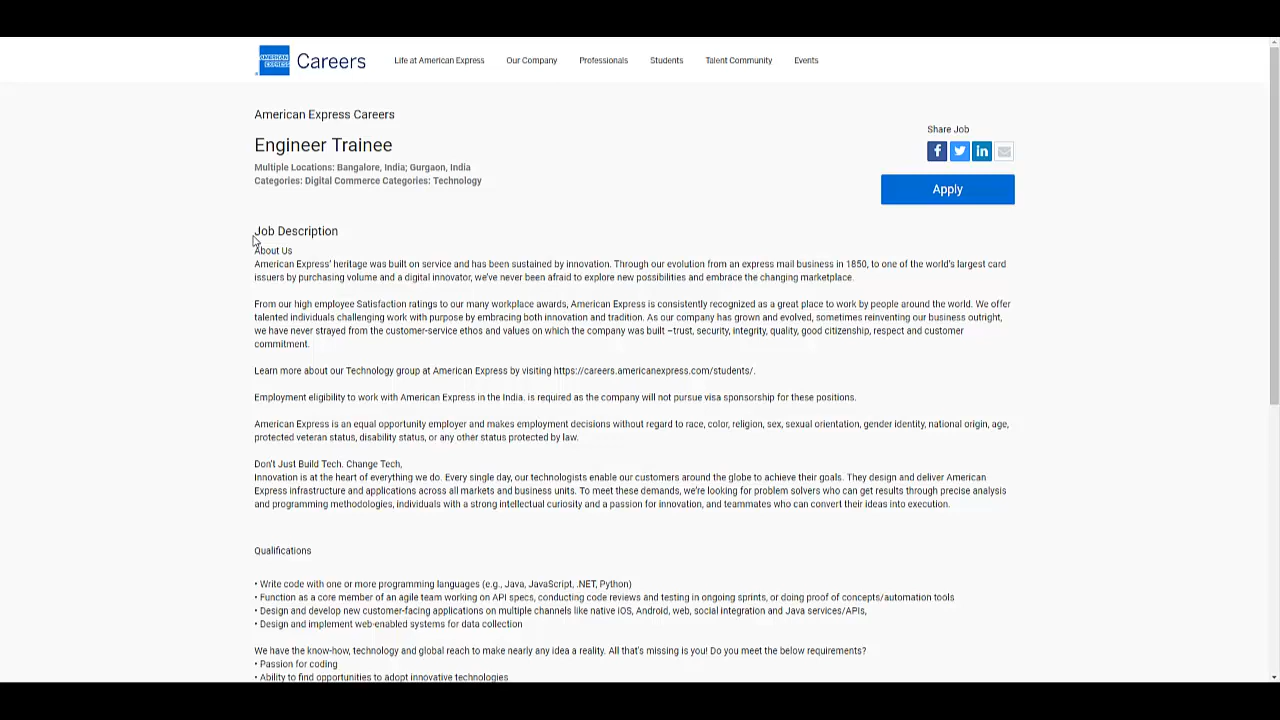 AMERICAN EXPRESS
Careers
Life at American Express
Our Company
Professionals
Students
Talent Community
Events
American Express Careers
Engineer Trainee
Multiple Locations: Bangalore, India; Gurgaon, India
Categories: Digital Commerce Categories: Technology
Share Job
Apply
Job Description
About Us
American Express' heritage was built on service and has been sustained by innovation. Through our evolution from an express mail business in 1850, to one of the world's largest card
issuers by purchasing volume and a digital innovator, we've never been afraid to explore new possibilities and embrace the changing marketplace.
From our high employee Satisfaction ratings to our many workplace awards, American Express is consistently recognized as a great place to work by people around the world. We offer
talented individuals challenging work with purpose by embracing both innovation and tradition. As our company has grown and evolved, sometimes reinventing our business outright,
we have never strayed from the customer-service ethos and values on which the company was built –trust, security, integrity, quality, good citizenship, respect and customer
commitment.
Learn more about our Technology group at American Express by visiting https://careers.americanexpress.com/students/.
Employment eligibility to work with American Express in the India. is required as the company will not pursue visa sponsorship for these positions.
American Express is an equal opportunity employer and makes employment decisions without regard to race, color, religion, sex, sexual orientation, gender identity, national origin, age,
protected veteran status, disability status, or any other status protected by law.
Don't Just Build Tech. Change Tech,
Innovation is at the heart of everything we do. Every single day, our technologists enable our customers around the globe to achieve their goals. They design and deliver American
Express infrastructure and applications across all markets and business units. To meet these demands, we're looking for problem solvers who can get results through precise analysis
and programming methodologies, individuals with a strong intellectual curiosity and a passion for innovation, and teammates who can convert their ideas into execution.
Qualifications
• Write code with one or more programming languages (e.g., Java, JavaScript, .NET, Python)
• Function as a core member of an agile team working on API specs, conducting code reviews and testing in ongoing sprints, or doing proof of concepts/automation tools
• Design and develop new customer-facing applications on multiple channels like native iOS, Android, web, social integration and Java services/APIs,
• Design and implement web-enabled systems for data collection
We have the know-how, technology and global reach to make nearly any idea a reality. All that's missing is you! Do you meet the below requirements?
• Passion for coding
• Ability to find opportunities to adopt innovative technologies